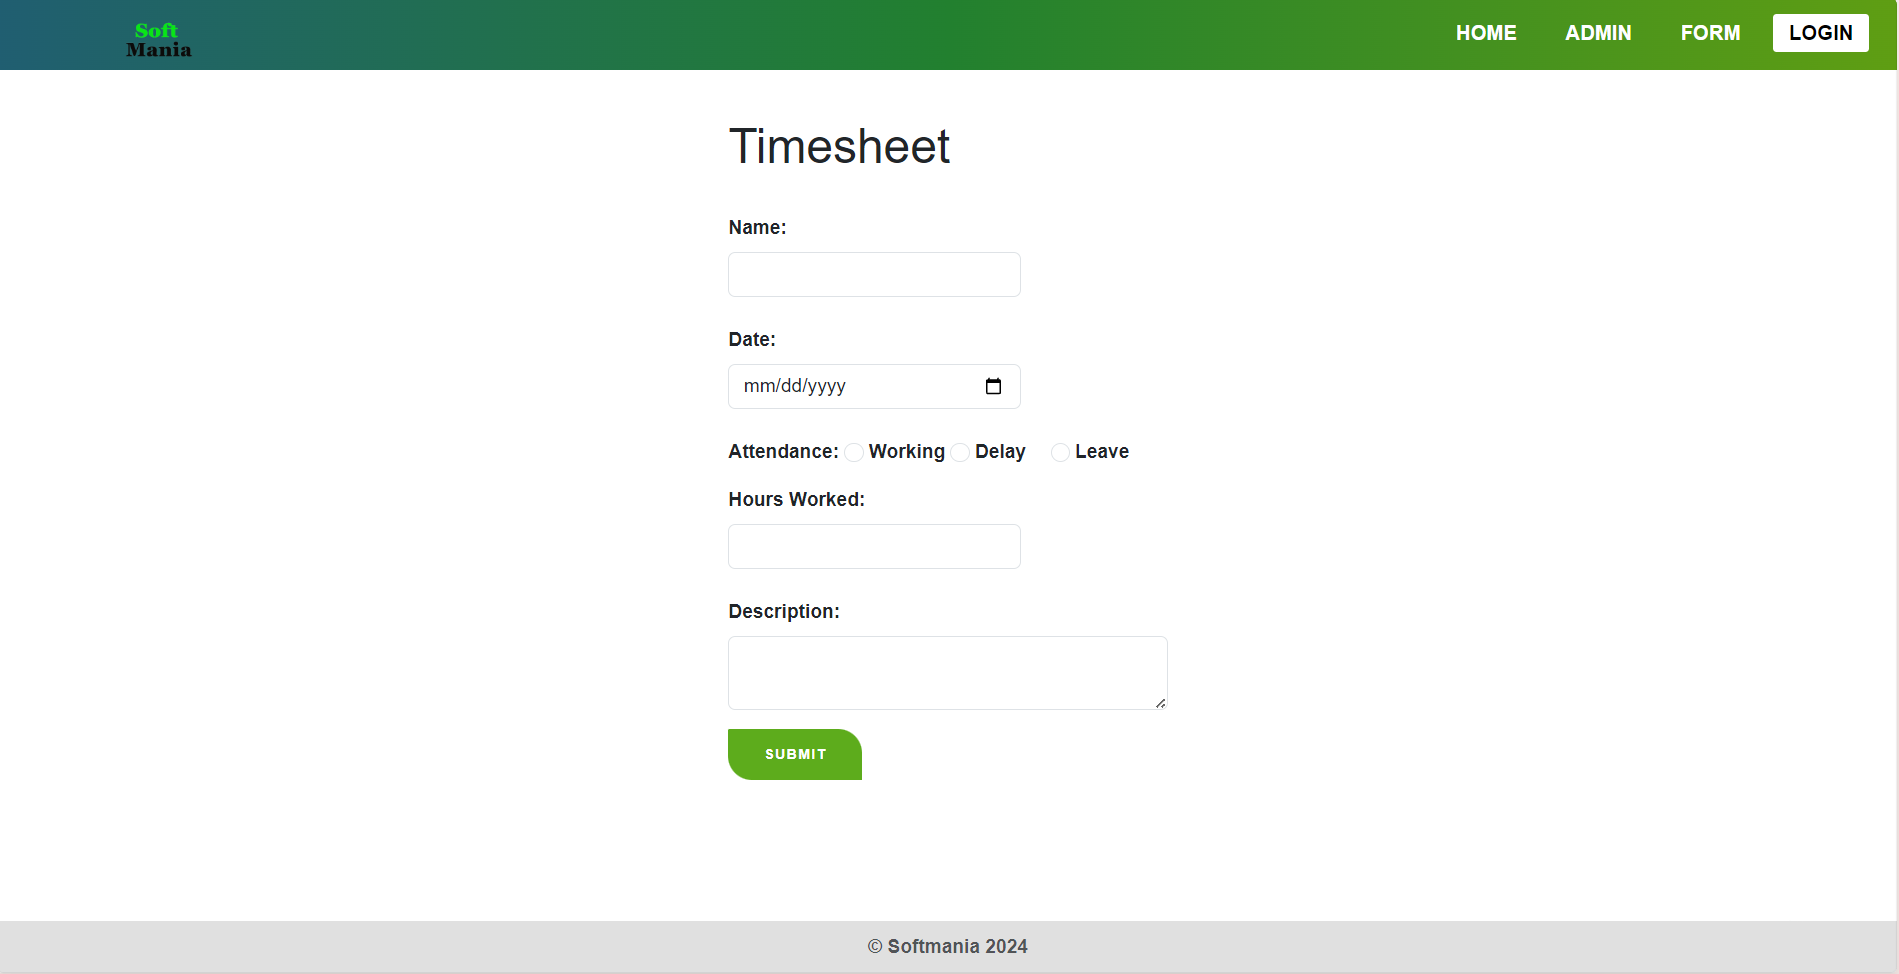 Soft
Mania
HOME ADMIN FORM LOGIN
Timesheet
Name:
Date:
mm/dd/yyyy
Attendance: Working Delay Leave
Hours Worked:
Description:
SUBMIT
© Softmania 2024